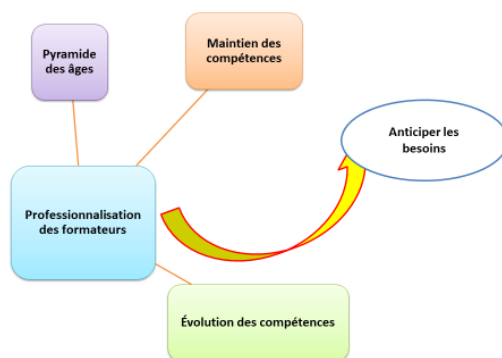 Pyramide
des âges
Maintien des
compétences
Anticiper les
besoins
Professionnalisation
des formateurs
Évolution des compétences